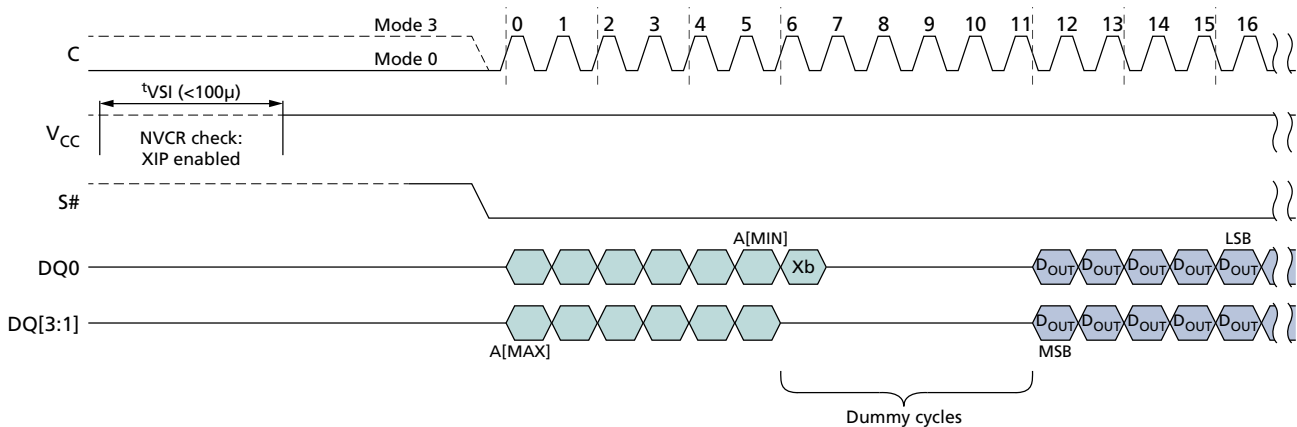 Mode 3 0 1 2 3 4 5 6 7 8 9 10 11 12 13 14 15 16
C
Mode 0
tVSI (<100µ)
VCC
NVCR check:
XIP enabled
S#
A[MIN] LSB
DQ0 Xb DOUT DOUT DOUT DOUT DOUT
DQ[3:1] DOUT DOUT DOUT DOUT DOUT
A[MAX] MSB
Dummy cycles